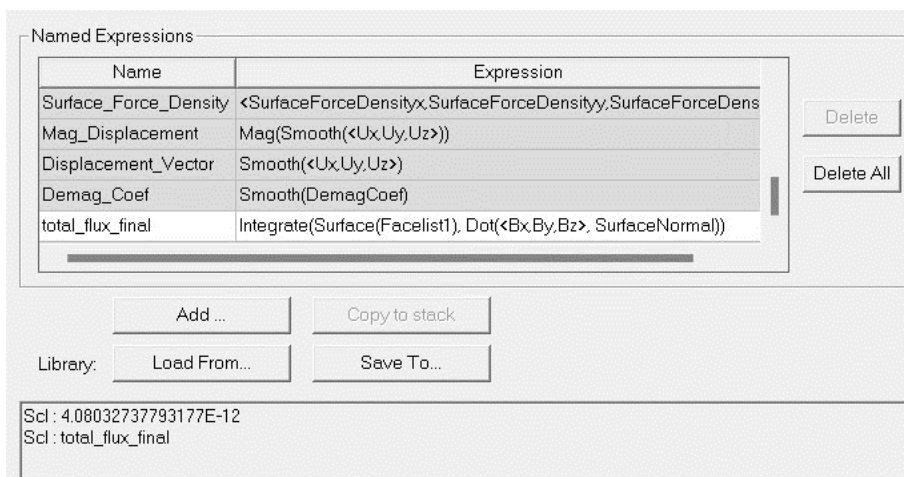 Named Expressions
Name Expression
Surface_Force_Density <SurfaceForceDensityx,SurfaceForceDensityy,SurfaceForceDens
Mag_Displacement Mag(Smooth(<Ux,Uy,Uz>))
Displacement_Vector Smooth(<Ux,Uy,Uz>)
Demag_Coef Smooth(DemagCoef)
total_flux_final Integrate(Surface(Facelist1), Dot(<Bx,By,Bz>, SurfaceNormal))
Delete
Delete All
Add ... Copy to stack
Library: Load From... Save To...
Scl : 4.08032737793177E-12
Scl : total_flux_final